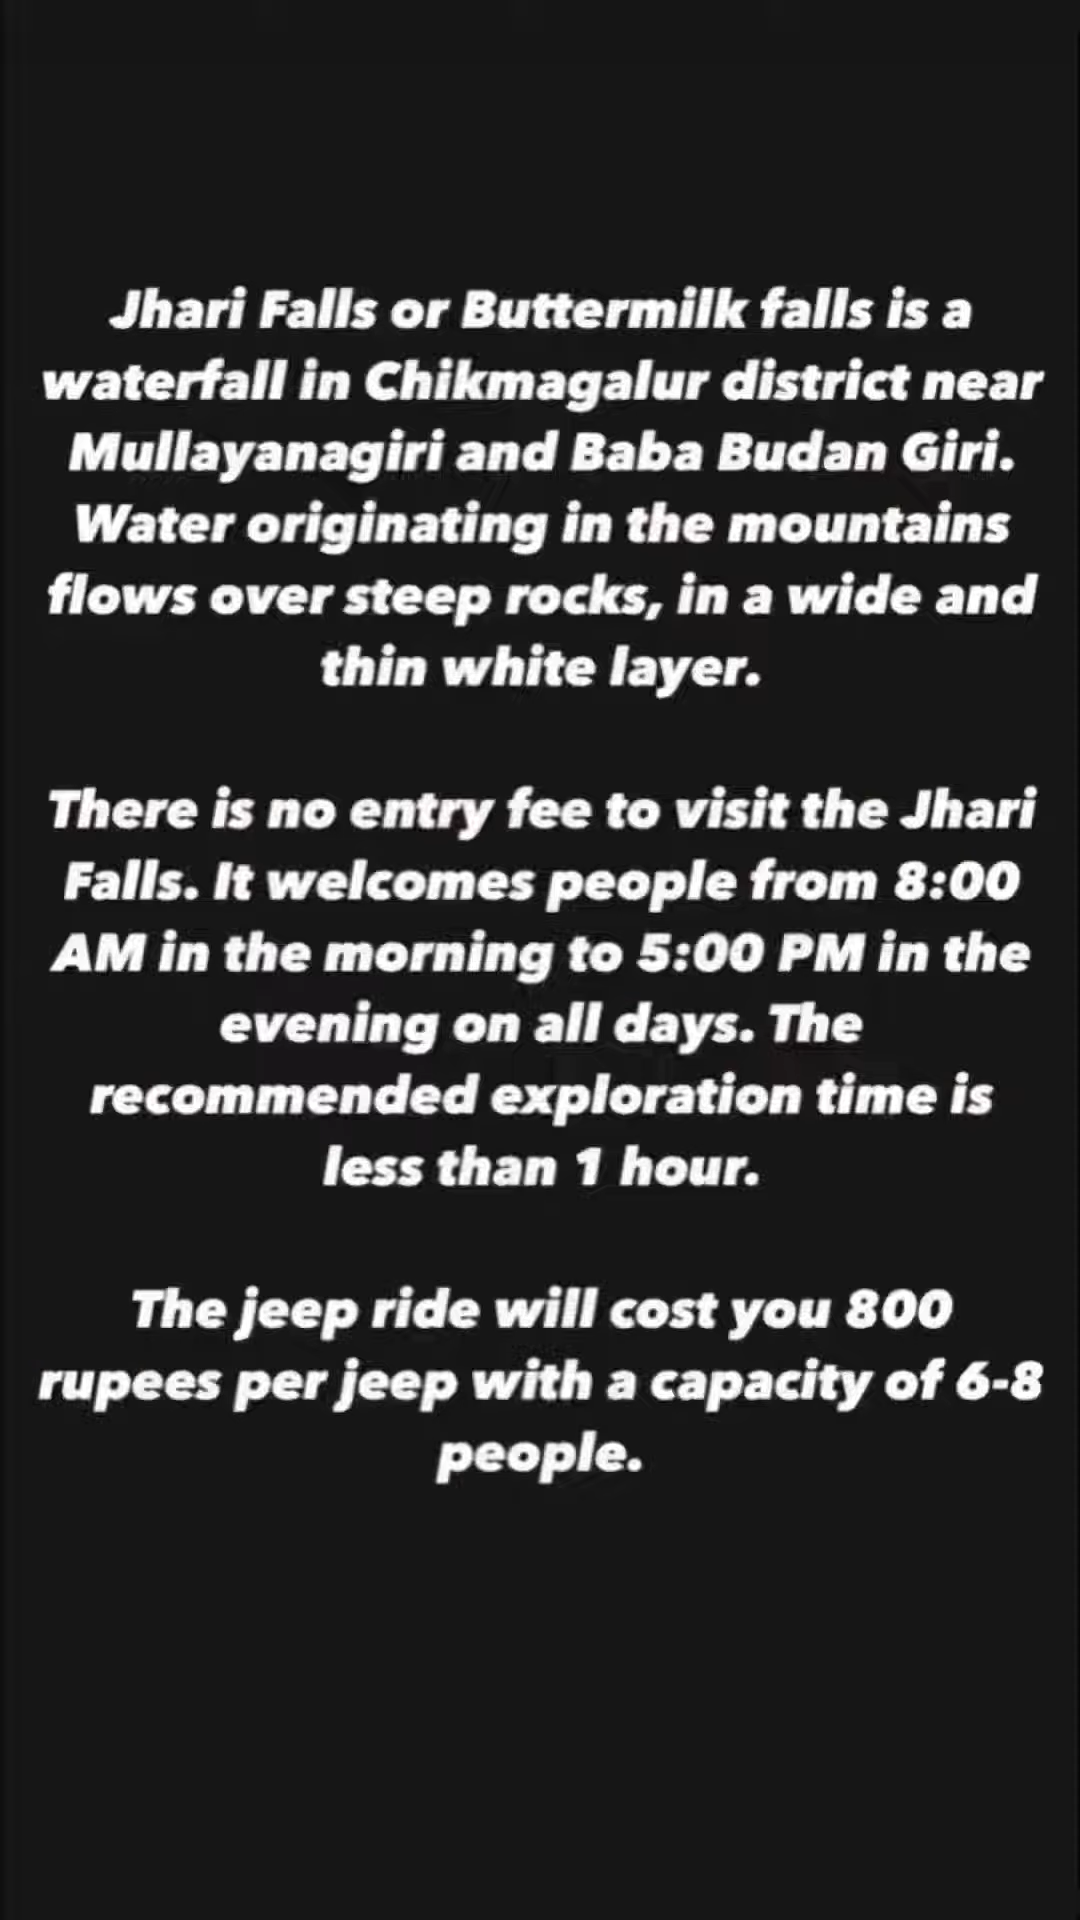 Jhari Falls or Buttermilk falls is a
waterfall in Chikmagalur district near
Mullayanagiri and Baba Budan Giri.
Water originating in the mountains
flows over steep rocks, in a wide and
thin white layer.
There is no entry fee to visit the Jhari
Falls. It welcomes people from 8:00
AM in the morning to 5:00 PM in the
evening on all days. The
recommended exploration time is
less than 1 hour.
The jeep ride will cost you 800
rupees per jeep with a capacity of 6-8
people.